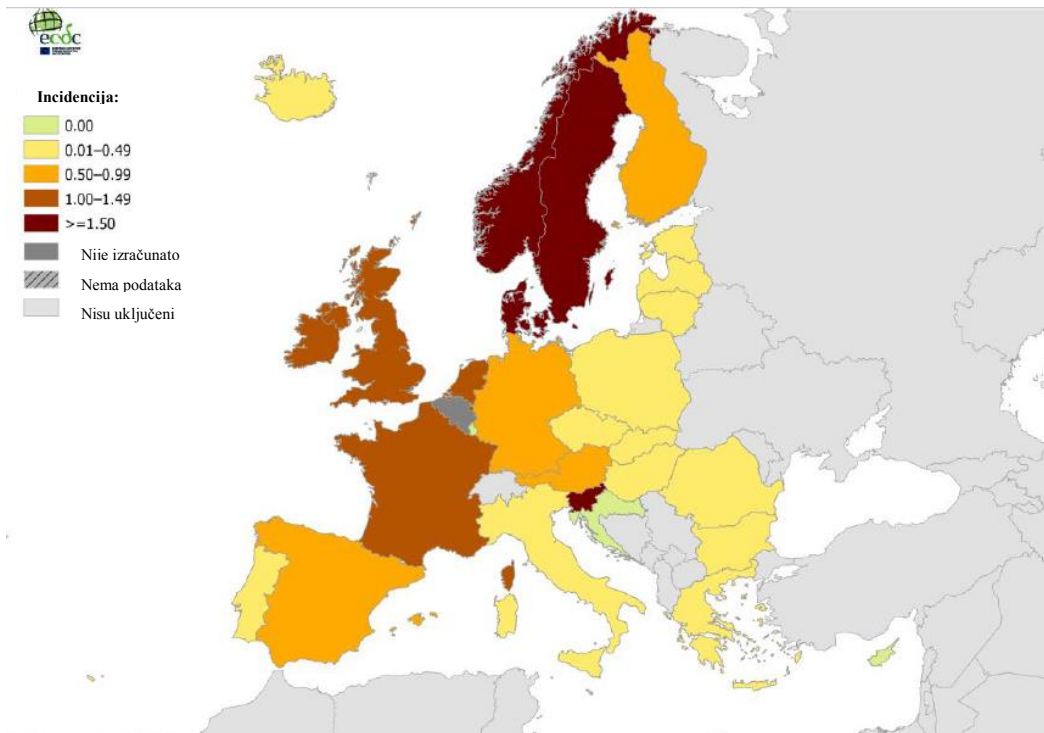 ecdc
Incidencija:
0.00
0.01–0.49
0.50–0.99
1.00–1.49
>=1.50
Niie izračunato
Nema podataka
Nisu uključeni